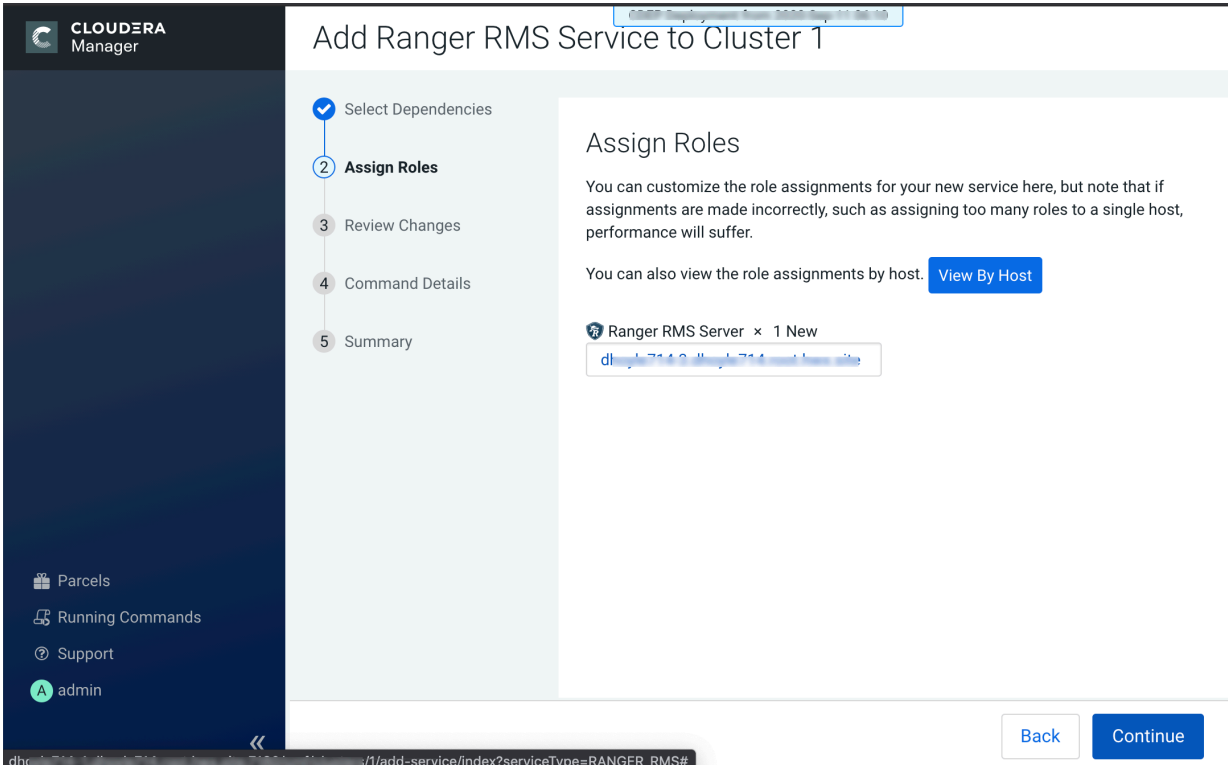 CLOUDERA
Manager
Add Ranger RMS Service to Cluster 1
Select Dependencies
2 Assign Roles
3 Review Changes
4 Command Details
5 Summary
Assign Roles
You can customize the role assignments for your new service here, but note that if
assignments are made incorrectly, such as assigning too many roles to a single host,
performance will suffer.
You can also view the role assignments by host. View By Host
Ranger RMS Server × 1 New
Parcels
Running Commands
Support
A admin
«
Back Continue
/1/add-service/index?serviceType=RANGER_RMS#